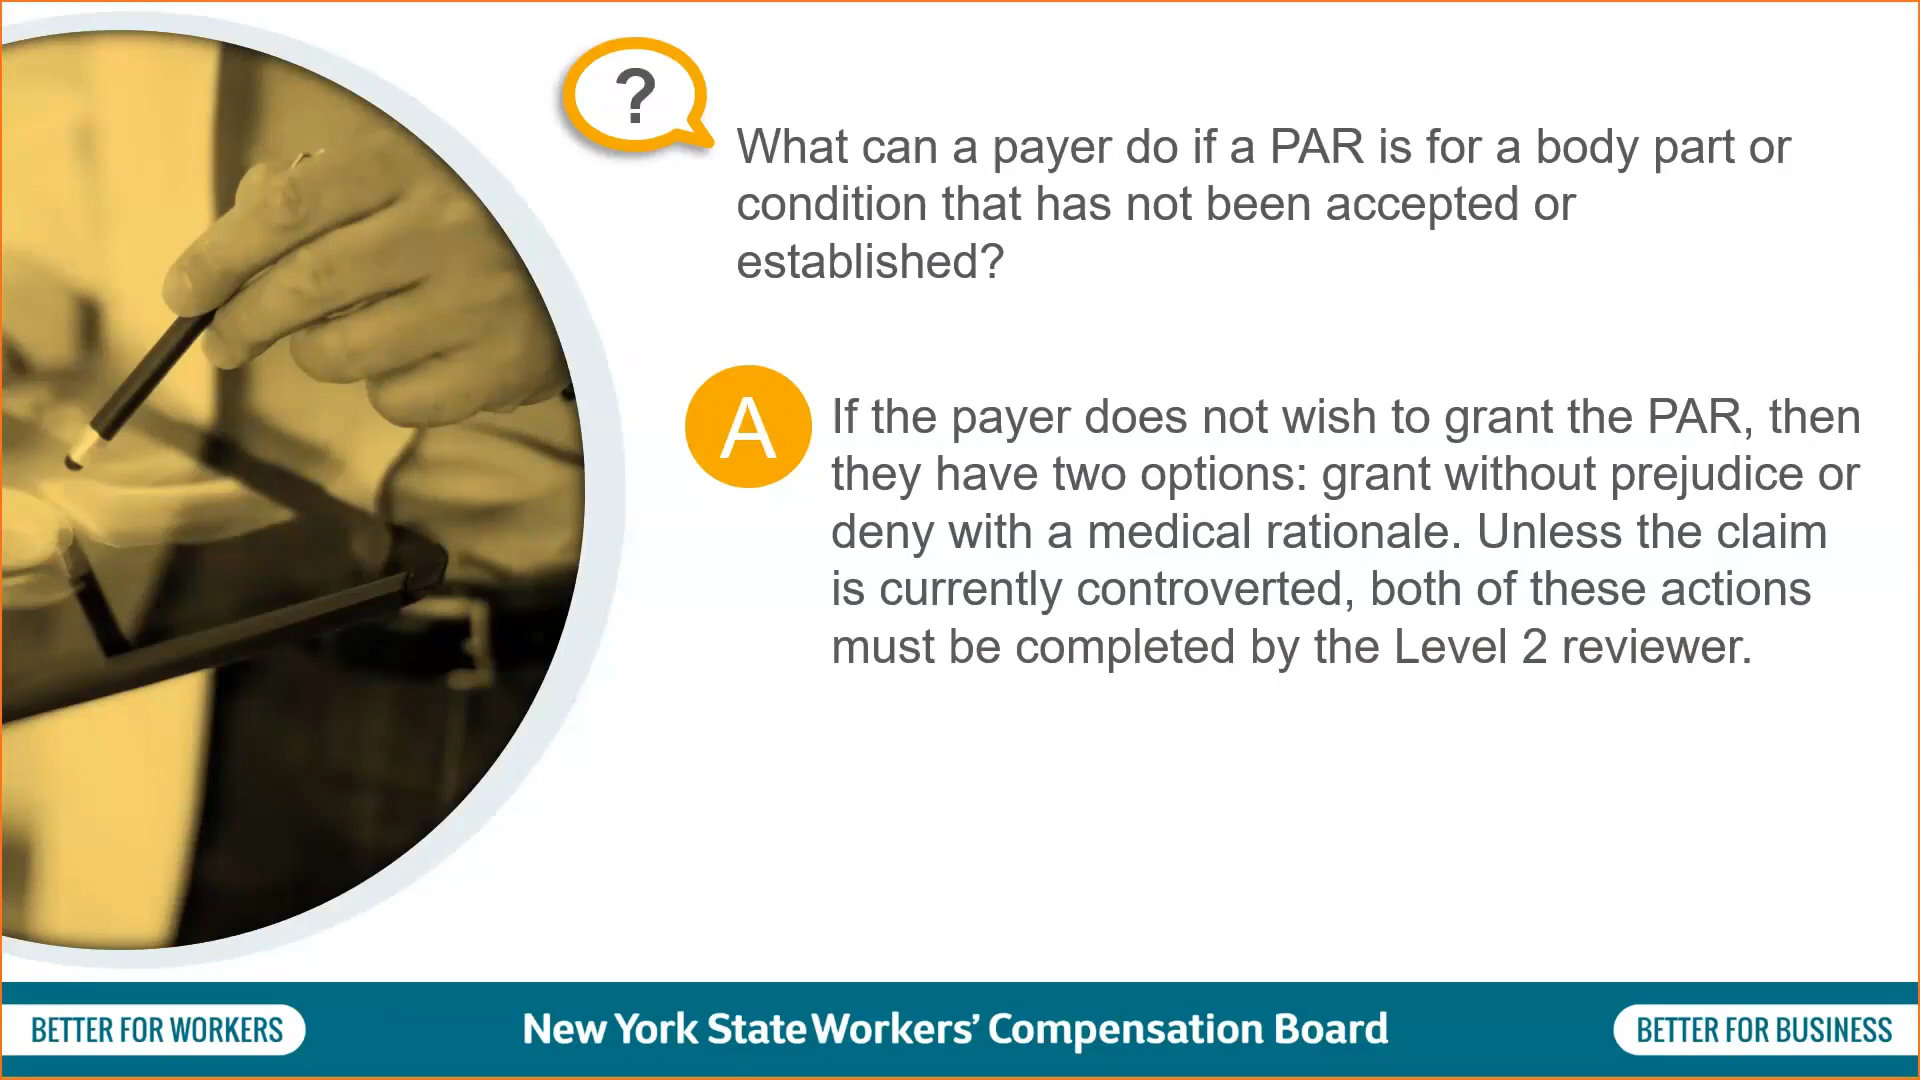 ?
What can a payer do if a PAR is for a body part or
condition that has not been accepted or
established?
A
If the payer does not wish to grant the PAR, then
they have two options: grant without prejudice or
deny with a medical rationale. Unless the claim
is currently controverted, both of these actions
must be completed by the Level 2 reviewer.
BETTER FOR WORKERS
New York State Workers’ Compensation Board
BETTER FOR BUSINESS